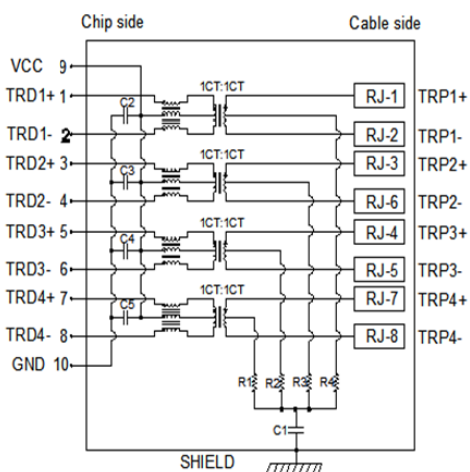 Chip side Cable side
VCC 9
TRD1+ 1 C2 1CT:1CT RJ-1 TRP1+
TRD1- 2 RJ-2 TRP1-
TRD2+ 3 C3 1CT:1CT RJ-3 TRP2+
TRD2- 4 RJ-6 TRP2-
TRD3+ 5 C4 1CT:1CT RJ-4 TRP3+
TRD3- 6 RJ-5 TRP3-
TRD4+ 7 C5 1CT:1CT RJ-7 TRP4+
TRD4- 8 RJ-8 TRP4-
GND 10
R1 R2 R3 R4
C1
SHIELD